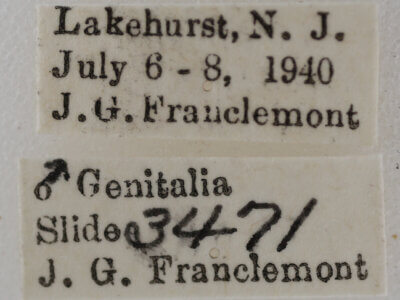 Lakehurst, N. J.
July 6 - 8, 1940
J. G. Franclemont
♂ Genitalia
Slide 3471
J. G. Franclemont